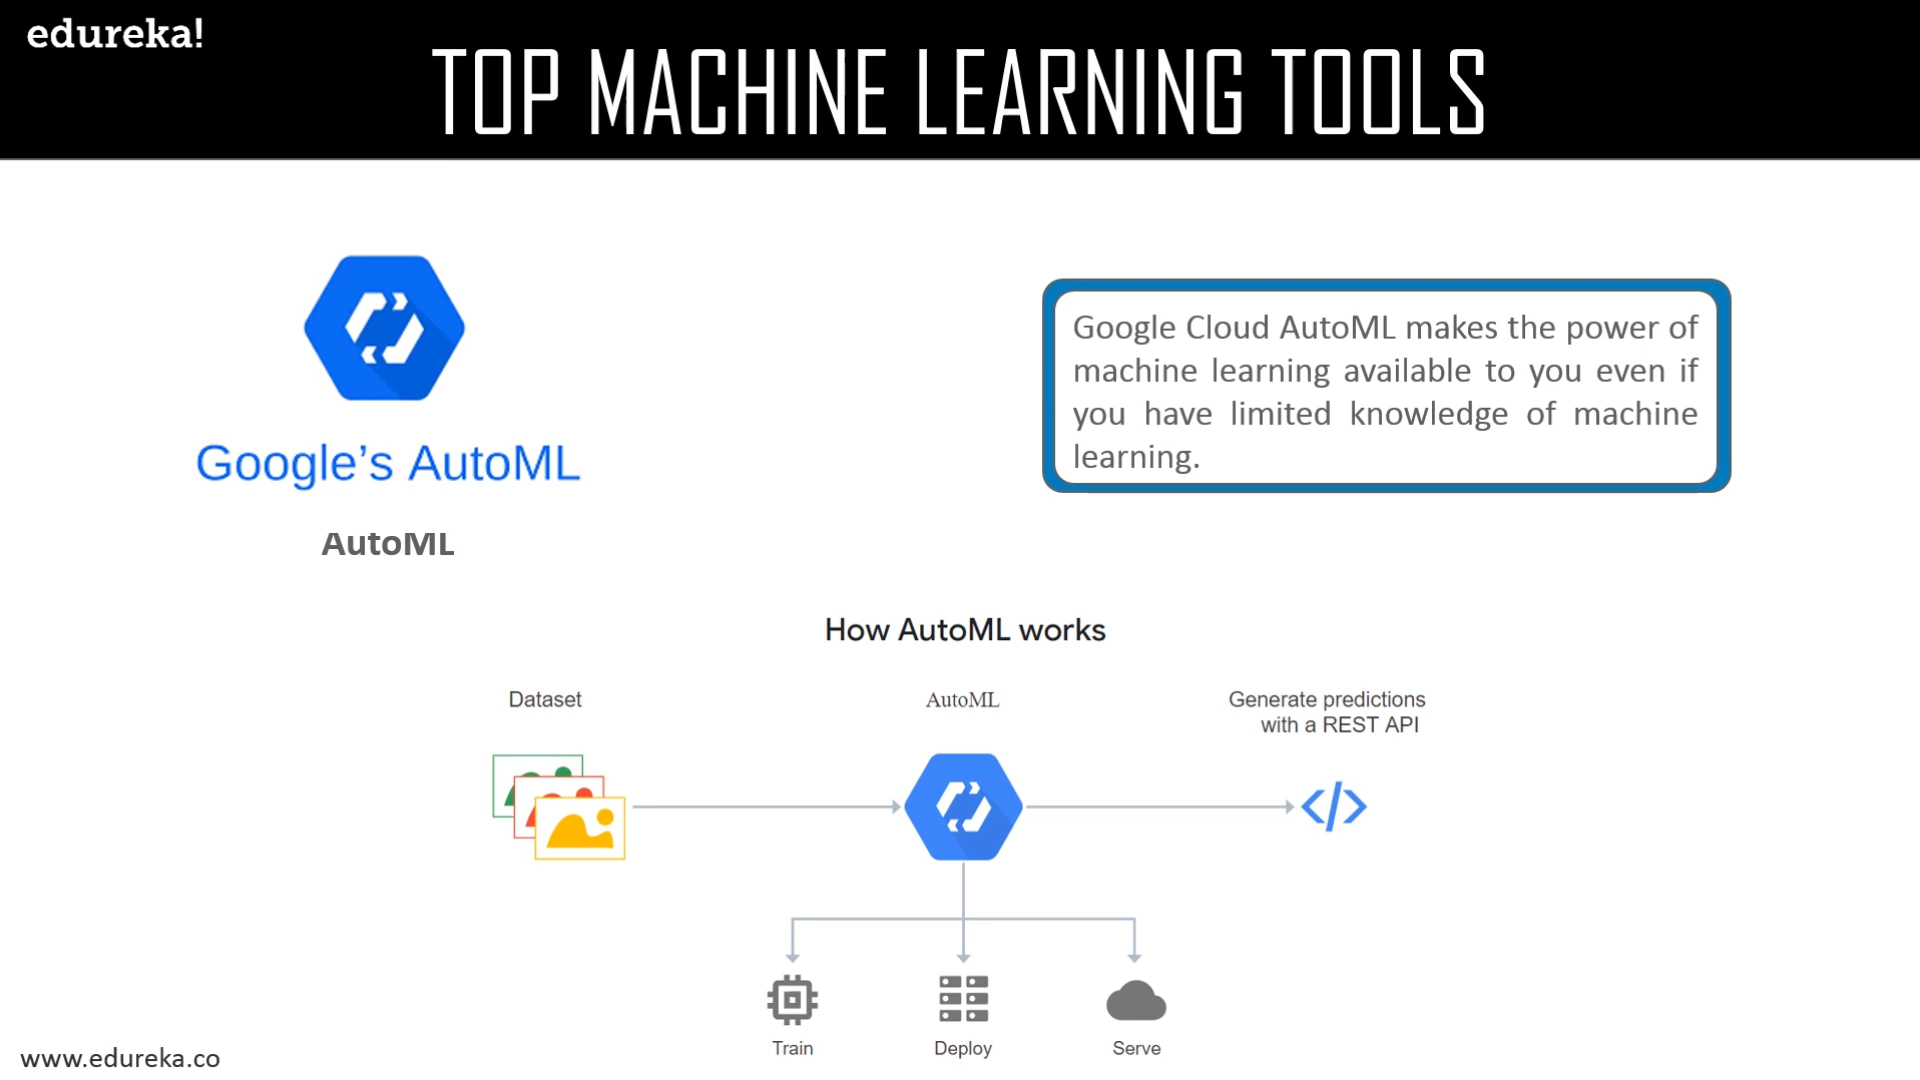 edureka!
TOP MACHINE LEARNING TOOLS
Google's AutoML
AutoML
Google Cloud AutoML makes the power of
machine learning available to you even if
you have limited knowledge of machine
learning.
How AutoML works
Dataset
AutoML
Generate predictions
with a REST API
</>
Train
Deploy
Serve
www.edureka.co